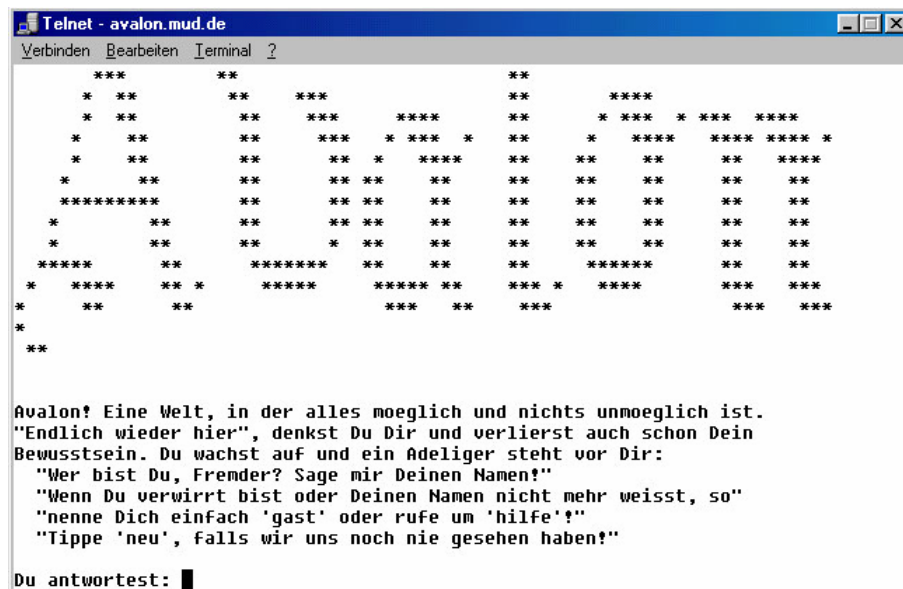 Telnet - avalon.mud.de
Verbinden Bearbeiten Terminal ?
Avalon
Avalon! Eine Welt, in der alles moeglich und nichts unmoeglich ist.
"Endlich wieder hier", denkst Du Dir und verlierst auch schon Dein
Bewusstsein. Du wachst auf und ein Adeliger steht vor Dir:
"Wer bist Du, Fremder? Sage mir Deinen Namen!"
"Wenn Du verwirrt bist oder Deinen Namen nicht mehr weisst, so"
"nenne Dich einfach 'gast' oder rufe um 'hilfe'!"
"Tippe 'neu', falls wir uns noch nie gesehen haben!"
Du antwortest: